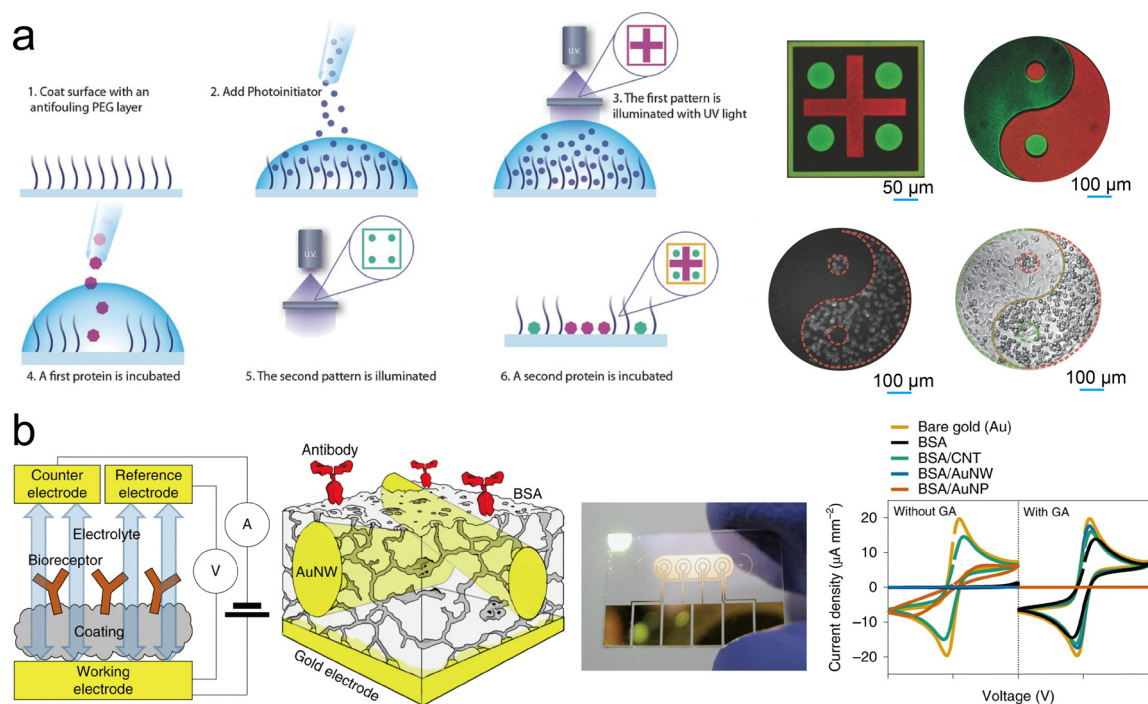 a
1. Coat surface with an
antifouling PEG layer
2. Add Photoinitiator
U.V.
3. The first pattern is
illuminated with UV light
50 µm
100 µm
4. A first protein is incubated
U.V.
5. The second pattern is illuminated
6. A second protein is incubated
100 µm
100 µm
b
Counter
electrode
Reference
electrode
Electrolyte
Bioreceptor
Coating
Working
electrode
A
V
Antibody
BSA
AuNW
Gold electrode
Bare gold (Au)
BSA
BSA/CNT
BSA/AuNW
BSA/AuNP
Without GA
With GA
Current density (µA mm⁻²)
20
10
0
−10
−20
Voltage (V)